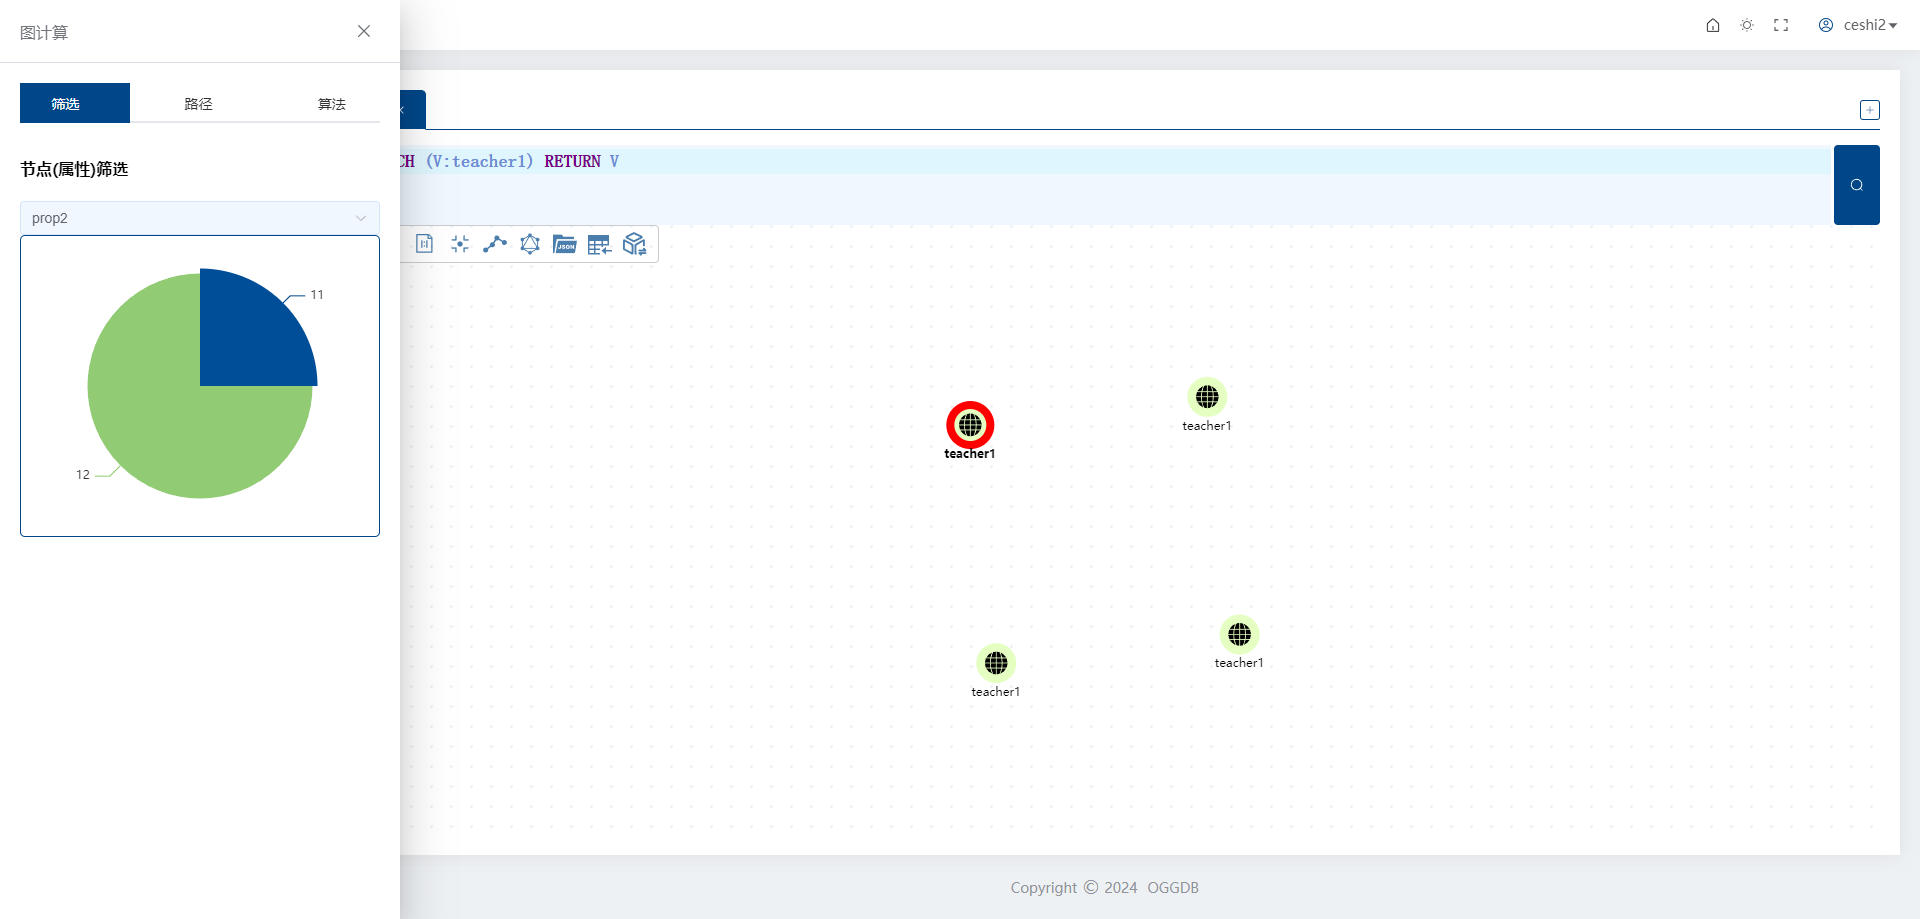 图计算
ceshi2
筛选 路径 算法
节点(属性)筛选
CH (V:teacher1) RETURN V
prop2
JSON
11
12
teacher1
teacher1
teacher1
teacher1
Copyright © 2024 OGGDB